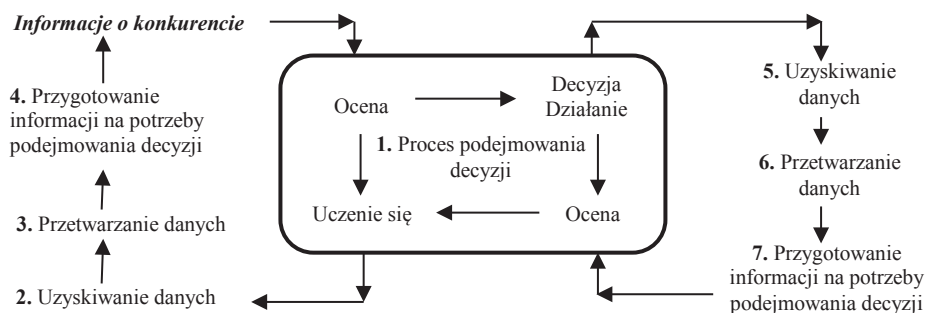 Informacje o konkurencie
4. Przygotowanie
informacji na potrzeby
podejmowania decyzji
3. Przetwarzanie danych
2. Uzyskiwanie danych
Ocena
Decyzja
Działanie
1. Proces podejmowania
decyzji
Uczenie się
Ocena
5. Uzyskiwanie
danych
6. Przetwarzanie
danych
7. Przygotowanie
informacji na potrzeby
podejmowania decyzji